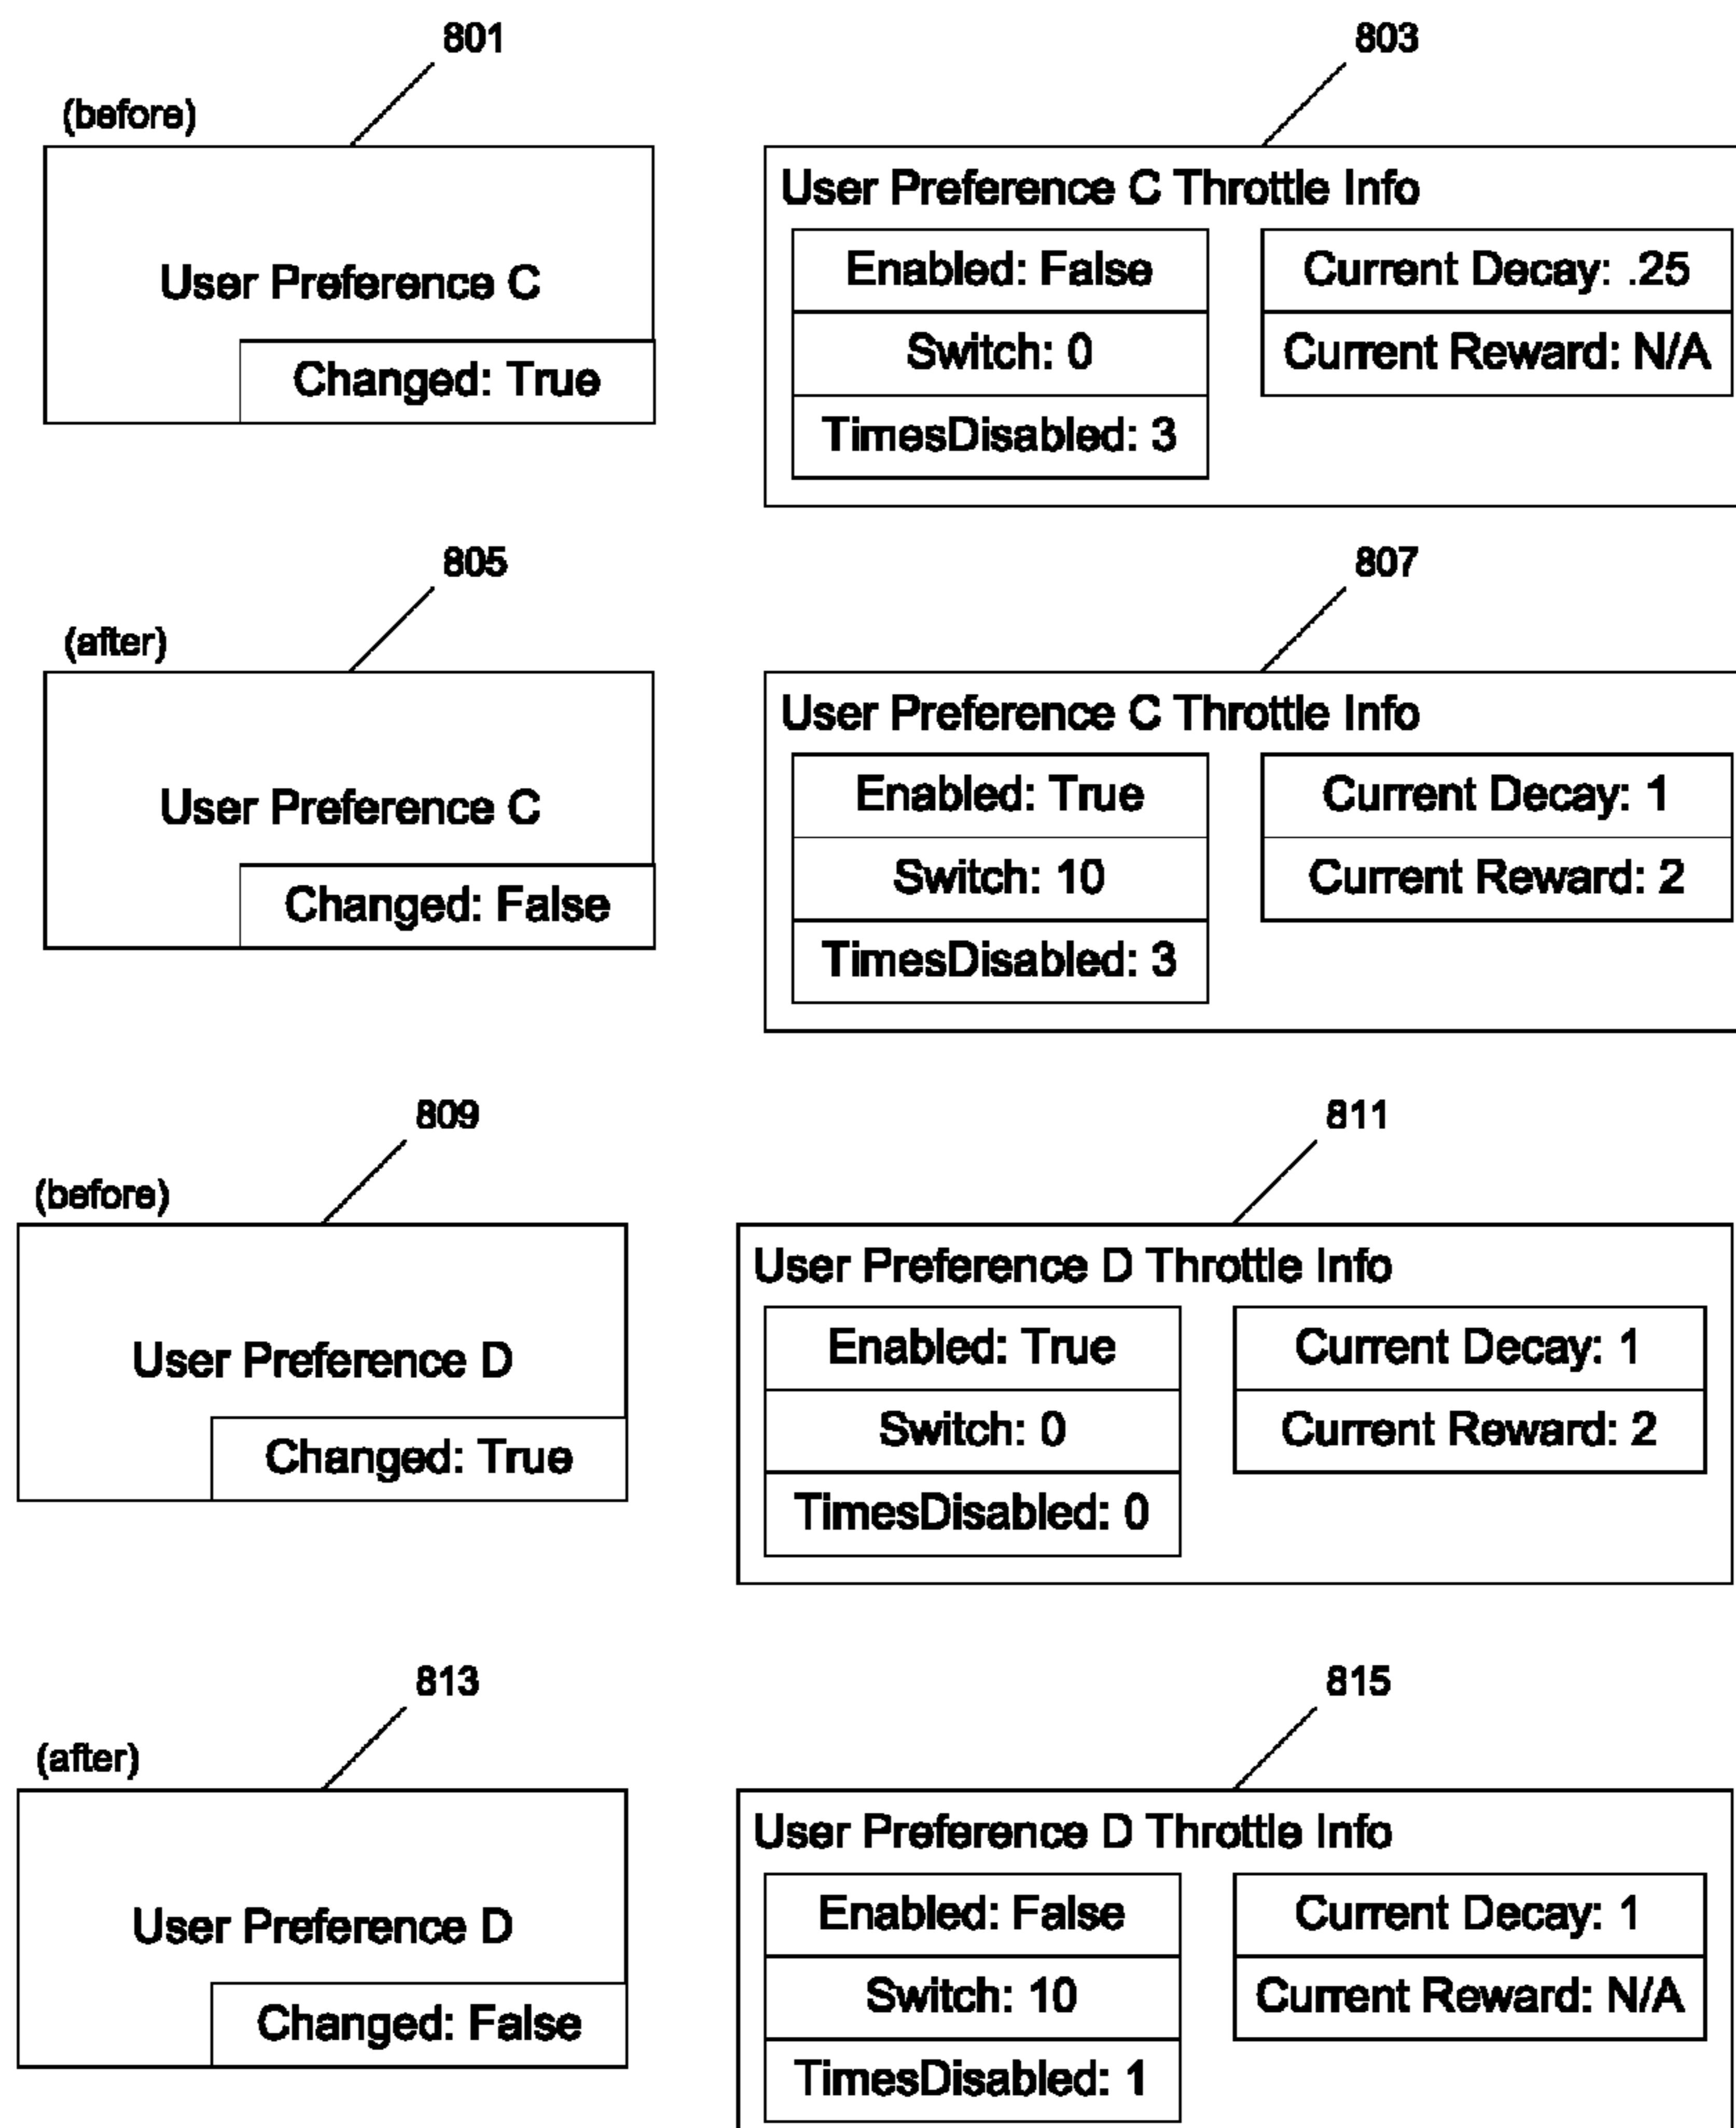 801
803
(before)
User Preference C
Changed: True
User Preference C Throttle Info
Enabled: False
Switch: 0
TimesDisabled: 3
Current Decay: .25
Current Reward: N/A
805
807
(after)
User Preference C
Changed: False
User Preference C Throttle Info
Enabled: True
Switch: 10
TimesDisabled: 3
Current Decay: 1
Current Reward: 2
809
811
(before)
User Preference D
Changed: True
User Preference D Throttle Info
Enabled: True
Switch: 0
TimesDisabled: 0
Current Decay: 1
Current Reward: 2
813
815
(after)
User Preference D
Changed: False
User Preference D Throttle Info
Enabled: False
Switch: 10
TimesDisabled: 1
Current Decay: 1
Current Reward: N/A